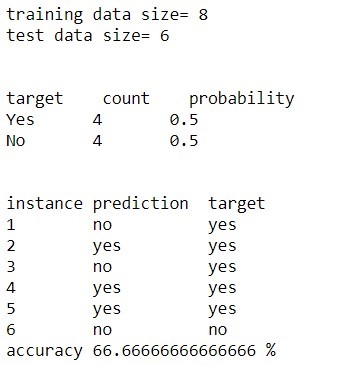 training data size= 8
test data size= 6
target count probability
Yes 4 0.5
No 4 0.5
instance prediction target
1 no yes
2 yes yes
3 no yes
4 yes yes
5 yes yes
6 no no
accuracy 66.66666666666666 %